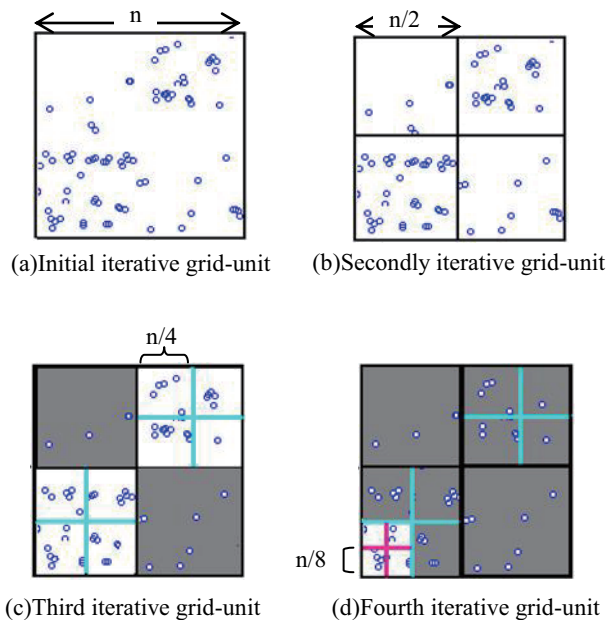 n
n/2
(a)Initial iterative grid-unit
(b)Secondly iterative grid-unit
n/4
n/8
(c)Third iterative grid-unit
(d)Fourth iterative grid-unit